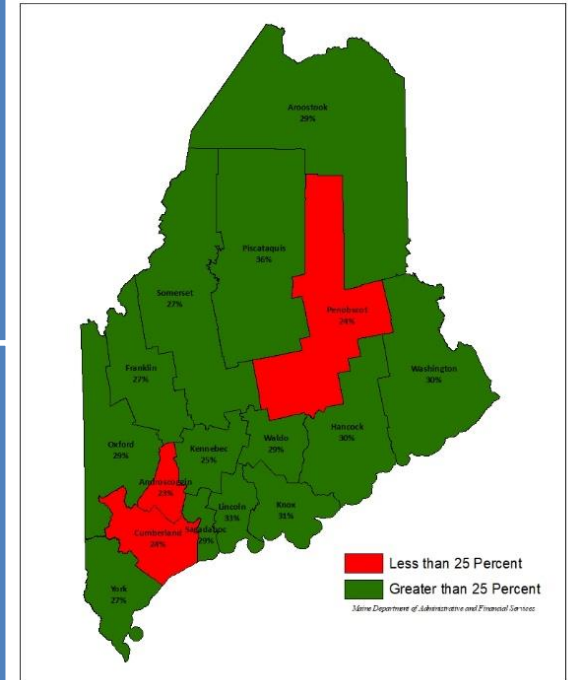 Aroostook
29%
Piscataquis
36%
Somerset
27%
Penobscot
24%
Franklin
27%
Washington
30%
Oxford
29%
Kennebec
25%
Waldo
29%
Hancock
30%
Androscoggin
23%
Lincoln
33%
Knox
31%
Cumberland
24%
Sagadahoc
29%
York
27%
Less than 25 Percent
Greater than 25 Percent
Maine Department of Administrative and Financial Services